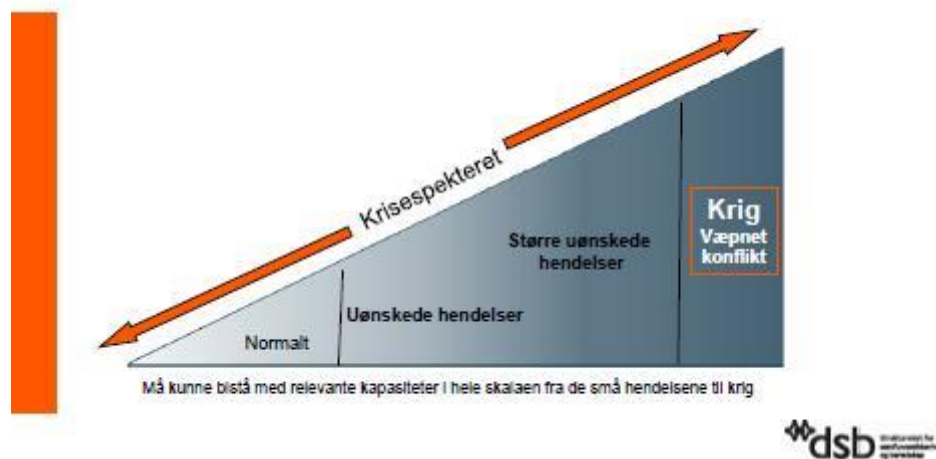 Krisespekteret
Krig
Væpnet
konflikt
Større uønskede
hendelser
Uønskede hendelser
Normalt
Må kunne bistå med relevante kapasiteter i hele skalaen fra de små hendelsene til krig
dsb